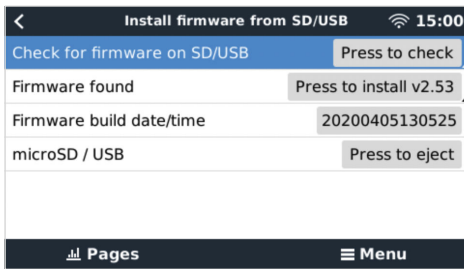 Install firmware from SD/USB 15:00
Check for firmware on SD/USB Press to check
Firmware found Press to install v2.53
Firmware build date/time 20200405130525
microSD / USB Press to eject
Pages Menu